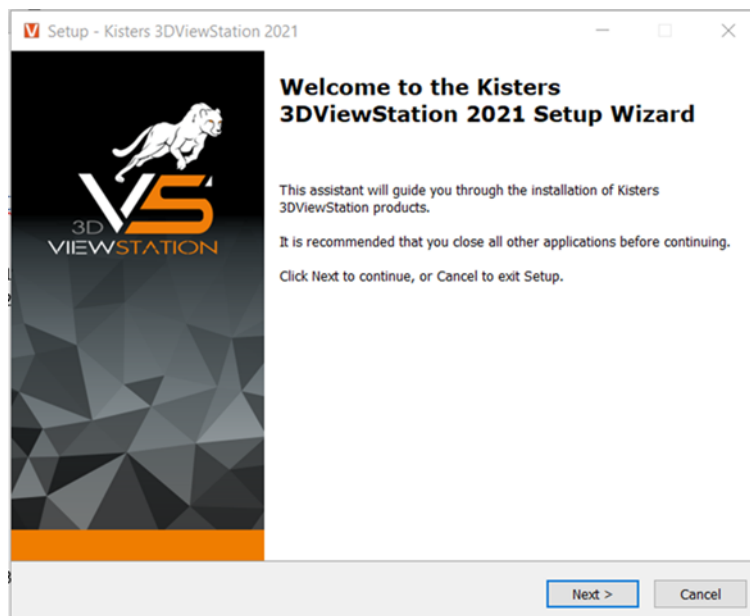 Setup - Kisters 3DViewStation 2021
Welcome to the Kisters
3DViewStation 2021 Setup Wizard
This assistant will guide you through the installation of Kisters
3DViewStation products.
It is recommended that you close all other applications before continuing.
Click Next to continue, or Cancel to exit Setup.
VS
3D
VIEWSTATION
Next >
Cancel